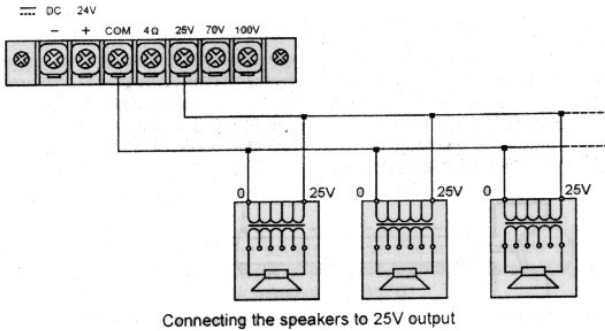 DC 24V
- + COM 4Ω 25V 70V 100V
0 25V 0 25V 0 25V
Connecting the speakers to 25V output